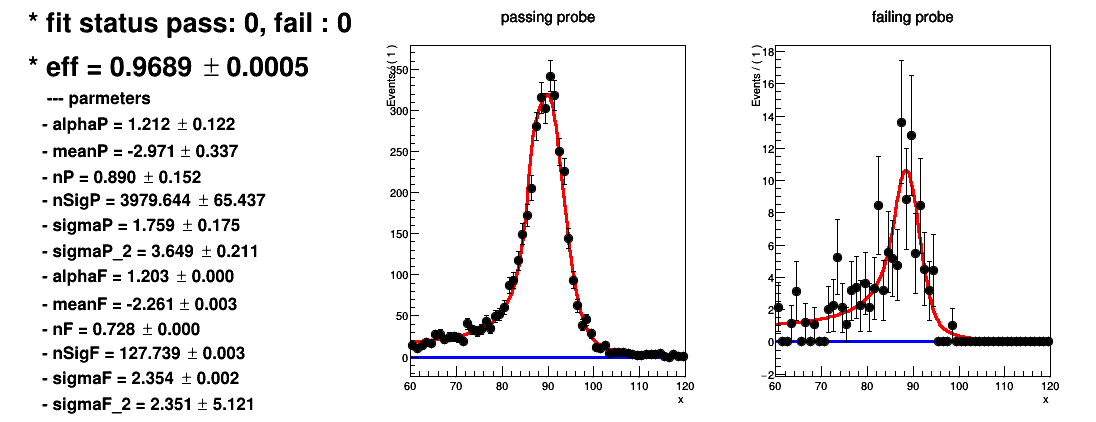 * fit status pass: 0, fail : 0
* eff = 0.9689 ± 0.0005
--- parmeters
- alphaP = 1.212 ± 0.122
- meanP = -2.971 ± 0.337
- nP = 0.890 ± 0.152
- nSigP = 3979.644 ± 65.437
- sigmaP = 1.759 ± 0.175
- sigmaP_2 = 3.649 ± 0.211
- alphaF = 1.203 ± 0.000
- meanF = -2.261 ± 0.003
- nF = 0.728 ± 0.000
- nSigF = 127.739 ± 0.003
- sigmaF = 2.354 ± 0.002
- sigmaF_2 = 2.351 ± 5.121
passing probe
Events / ( 1 )
350
300
250
200
150
100
50
0
60 70 80 90 100 110 120
x
failing probe
Events / ( 1 )
18
16
14
12
10
8
6
4
2
0
−2
60 70 80 90 100 110 120
x